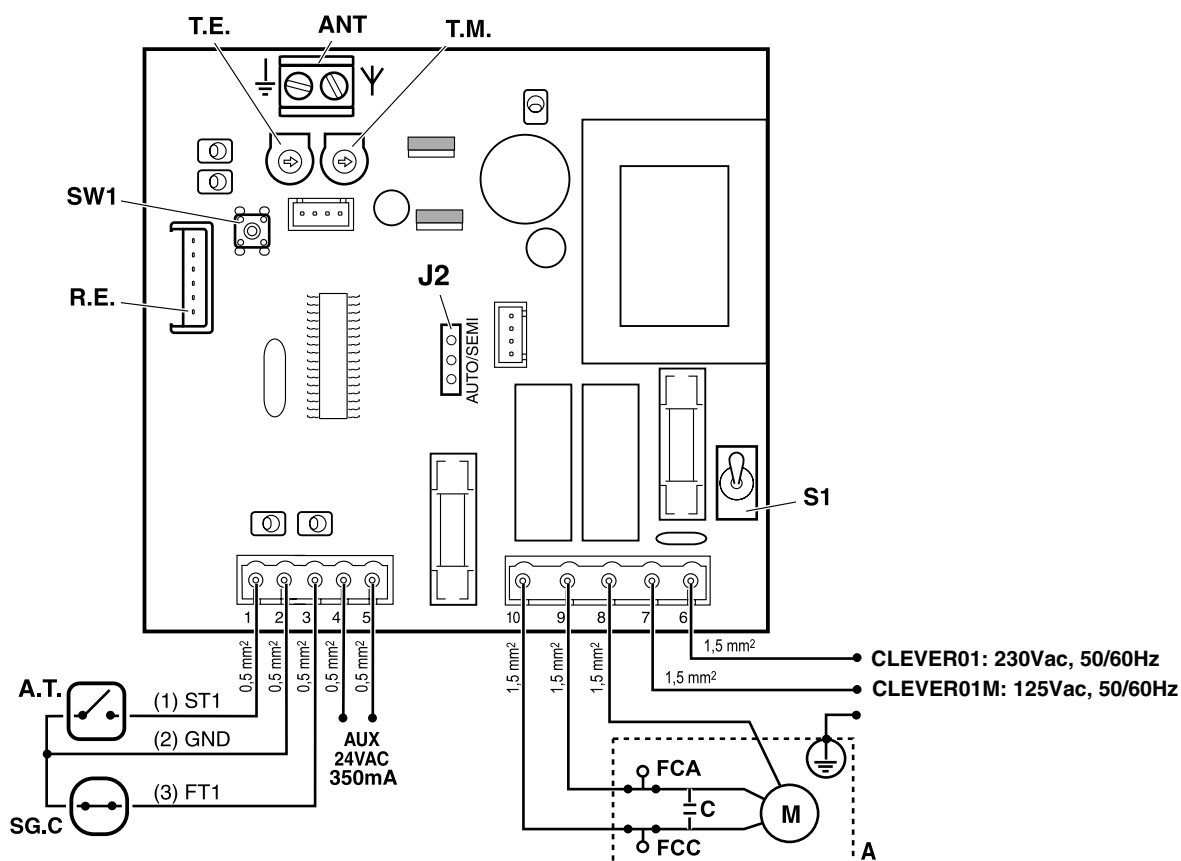 T.E.
ANT
T.M.
SW1
R.E.
J2
AUTO/SEMI
S1
1 2 3 4 5
10 9 8 7 6
0,5 mm²
0,5 mm²
0,5 mm²
0,5 mm²
0,5 mm²
1,5 mm²
1,5 mm²
1,5 mm²
1,5 mm²
1,5 mm²
CLEVER01: 230Vac, 50/60Hz
CLEVER01M: 125Vac, 50/60Hz
A.T.
(1) ST1
(2) GND
(3) FT1
SG.C
AUX
24VAC
350mA
FCA
C
M
FCC
A